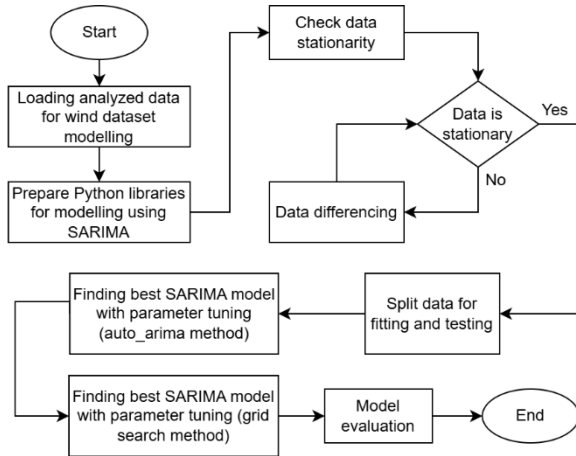 Start
Loading analyzed data
for wind dataset
modelling
Prepare Python libraries
for modelling using
SARIMA
Check data
stationarity
Data is
stationary
Yes
No
Data differencing
Split data for
fitting and testing
Finding best SARIMA model
with parameter tuning
(auto_arima method)
Finding best SARIMA model
with parameter tuning (grid
search method)
Model
evaluation
End